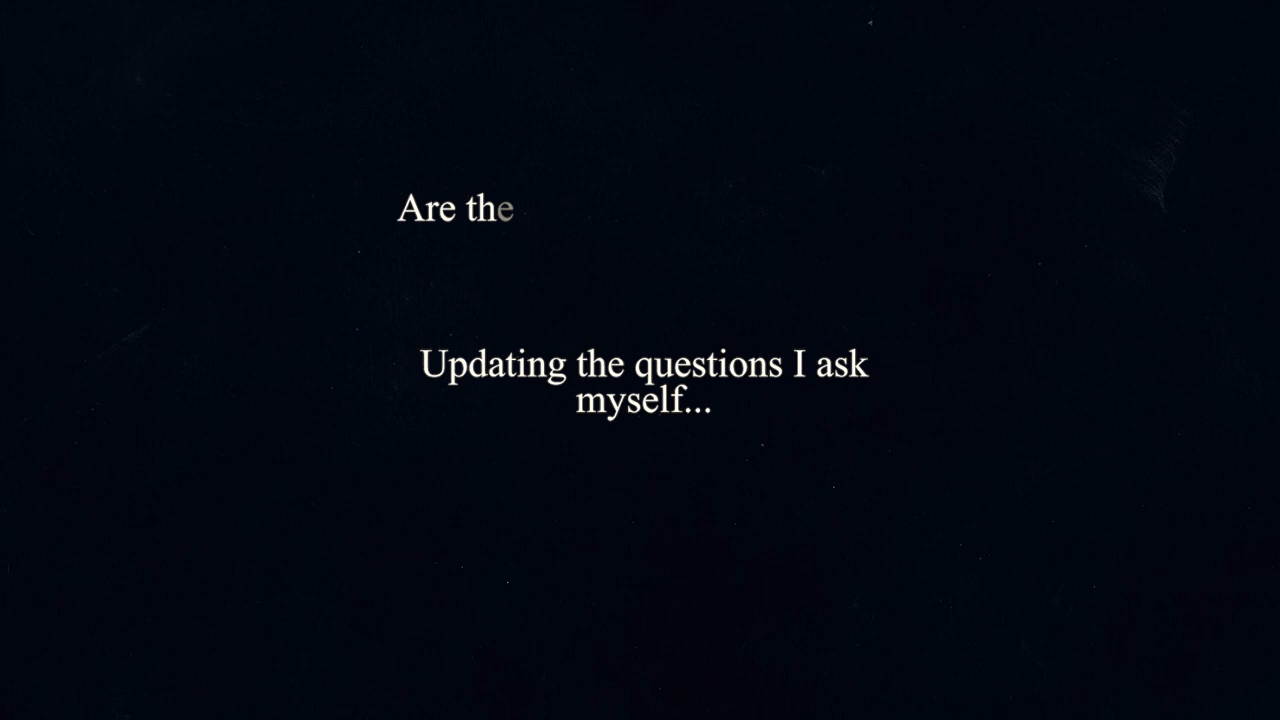 Are the
Updating the questions I ask
myself...